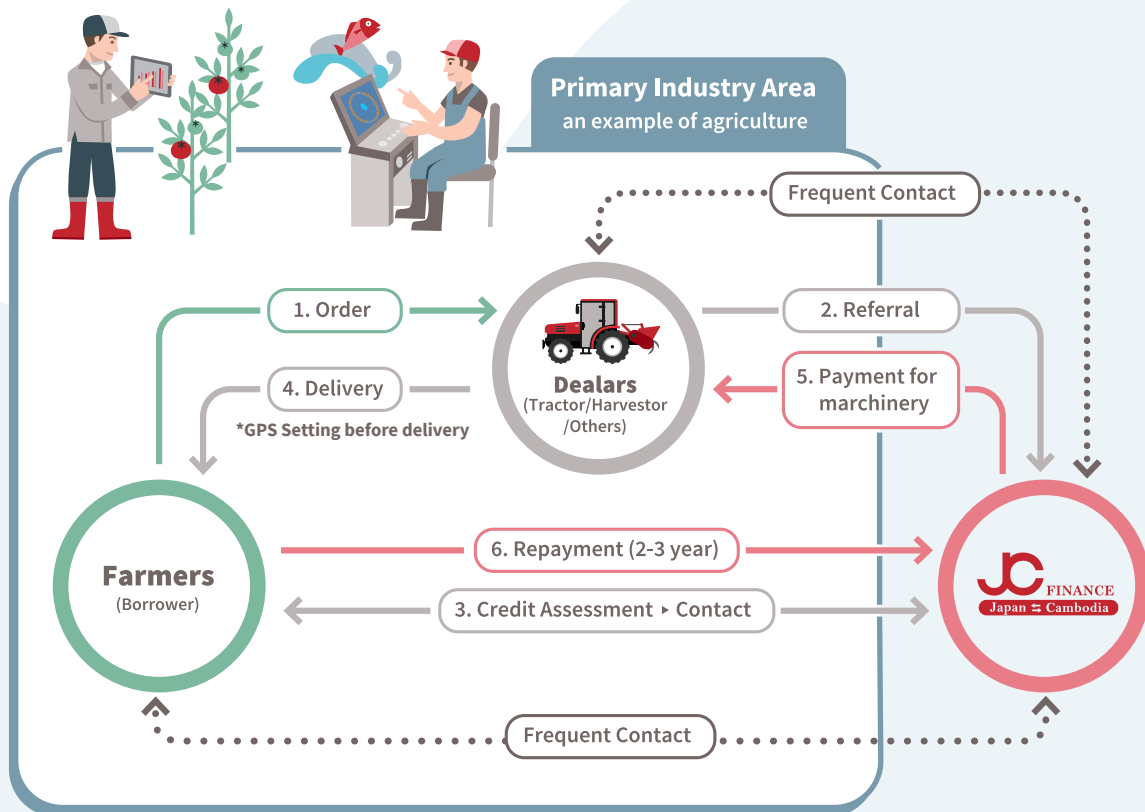 Primary Industry Area
an example of agriculture
Frequent Contact
1. Order
2. Referral
4. Delivery
*GPS Setting before delivery
Dealars
(Tractor/Harvestor
/Others)
5. Payment for
marchinery
6. Repayment (2-3 year)
Farmers
(Borrower)
3. Credit Assessment ▸ Contact
JC FINANCE
Japan ⇆ Cambodia
Frequent Contact